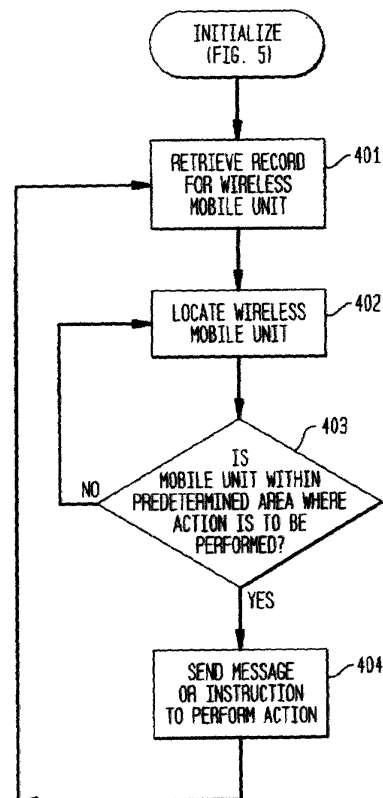 INITIALIZE
(FIG. 5)
RETRIEVE RECORD
FOR WIRELESS
MOBILE UNIT
401
LOCATE WIRELESS
MOBILE UNIT
402
403
IS
MOBILE UNIT WITHIN
PREDETERMINED AREA WHERE
ACTION IS TO BE
PERFORMED?
NO
YES
SEND MESSAGE
OR INSTRUCTION
TO PERFORM ACTION
404